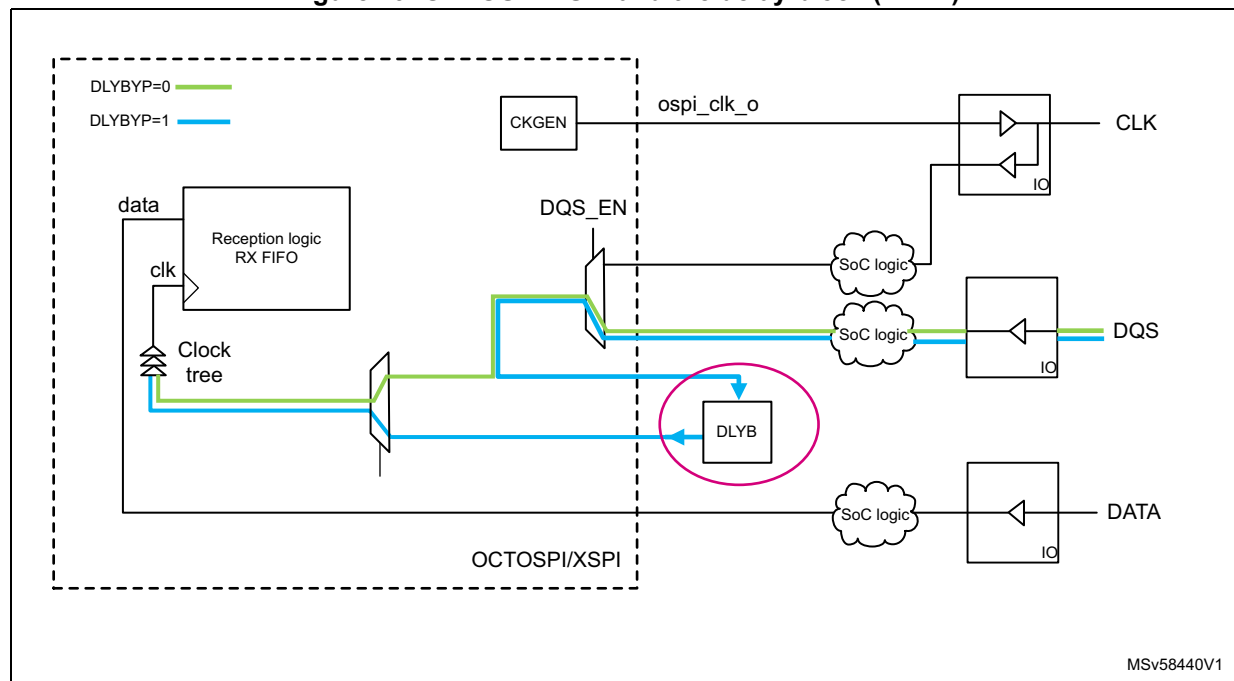 DLYBYP=0
DLYBYP=1
CKGEN
ospi_clk_o
CLK
IO
data
Reception logic
RX FIFO
clk
DQS_EN
SoC logic
SoC logic
DQS
IO
Clock
tree
DLYB
SoC logic
DATA
IO
OCTOSPI/XSPI
MSv58440V1